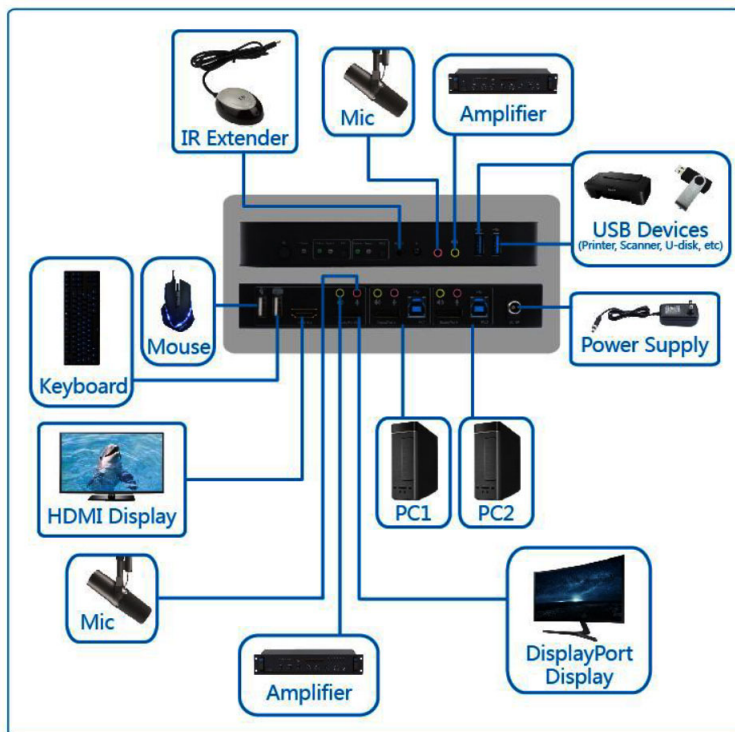 IR Extender
Mic
Amplifier
USB Devices
(Printer, Scanner, U-disk, etc)
Mouse
Keyboard
Power Supply
HDMI Display
PC1
PC2
Mic
Amplifier
DisplayPort
Display